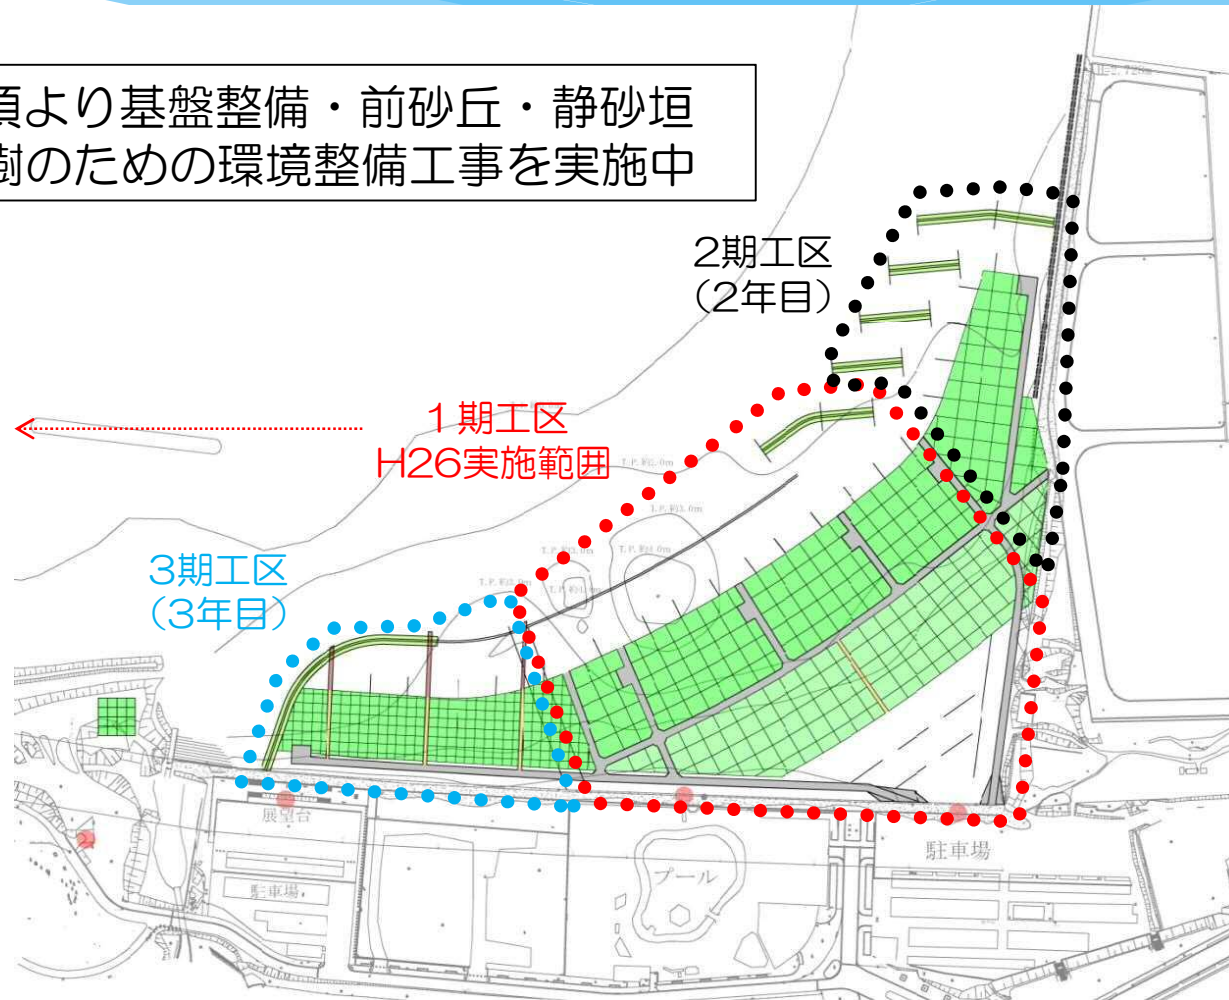 頃より基盤整備・前砂丘・静砂垣
樹のための環境整備工事を実施中
2期工区
（2年目）
１期工区
H26実施範囲
T.P.約3.0m
3期工区
（3年目）
展望台
駐車場
プール
駐車場